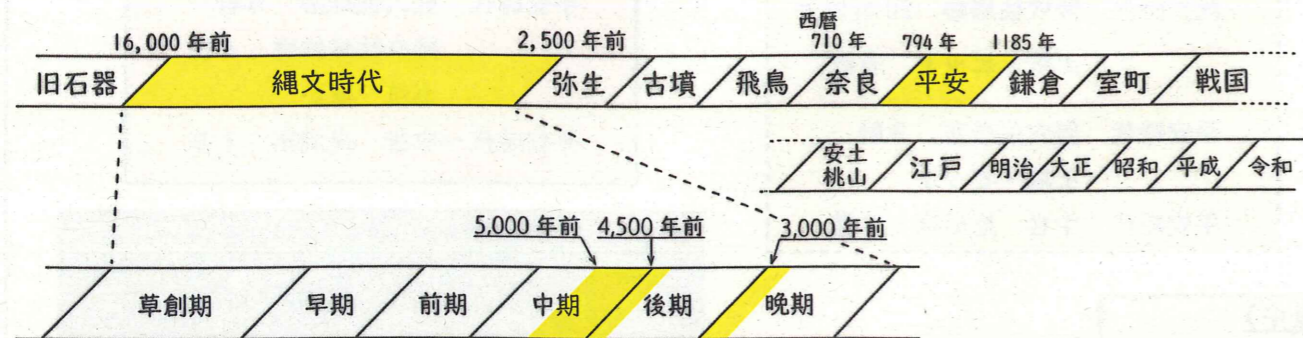 西暦
16,000年前 2,500年前 710年 794年 1185年
旧石器 縄文時代 弥生 古墳 飛鳥 奈良 平安 鎌倉 室町 戦国
安土桃山 江戸 明治 大正 昭和 平成 令和
5,000年前 4,500年前 3,000年前
草創期 早期 前期 中期 後期 晩期